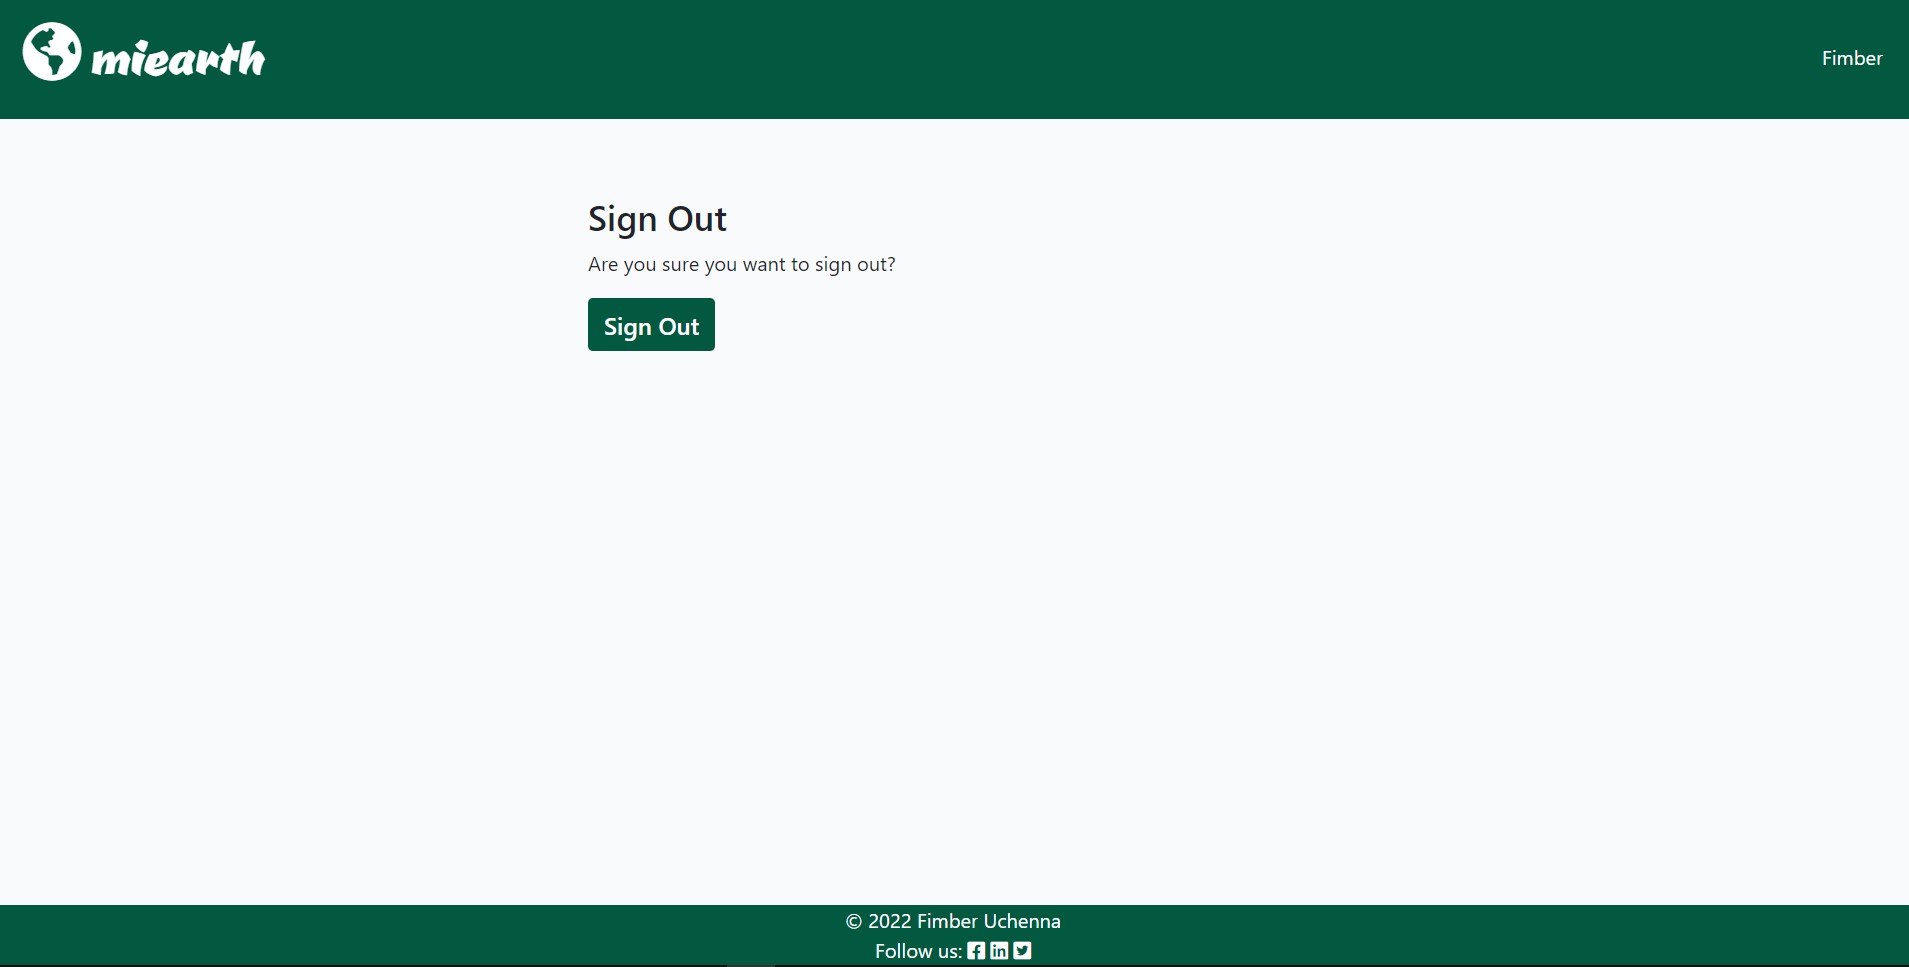 miearth
Fimber
Sign Out
Are you sure you want to sign out?
Sign Out
© 2022 Fimber Uchenna
Follow us: